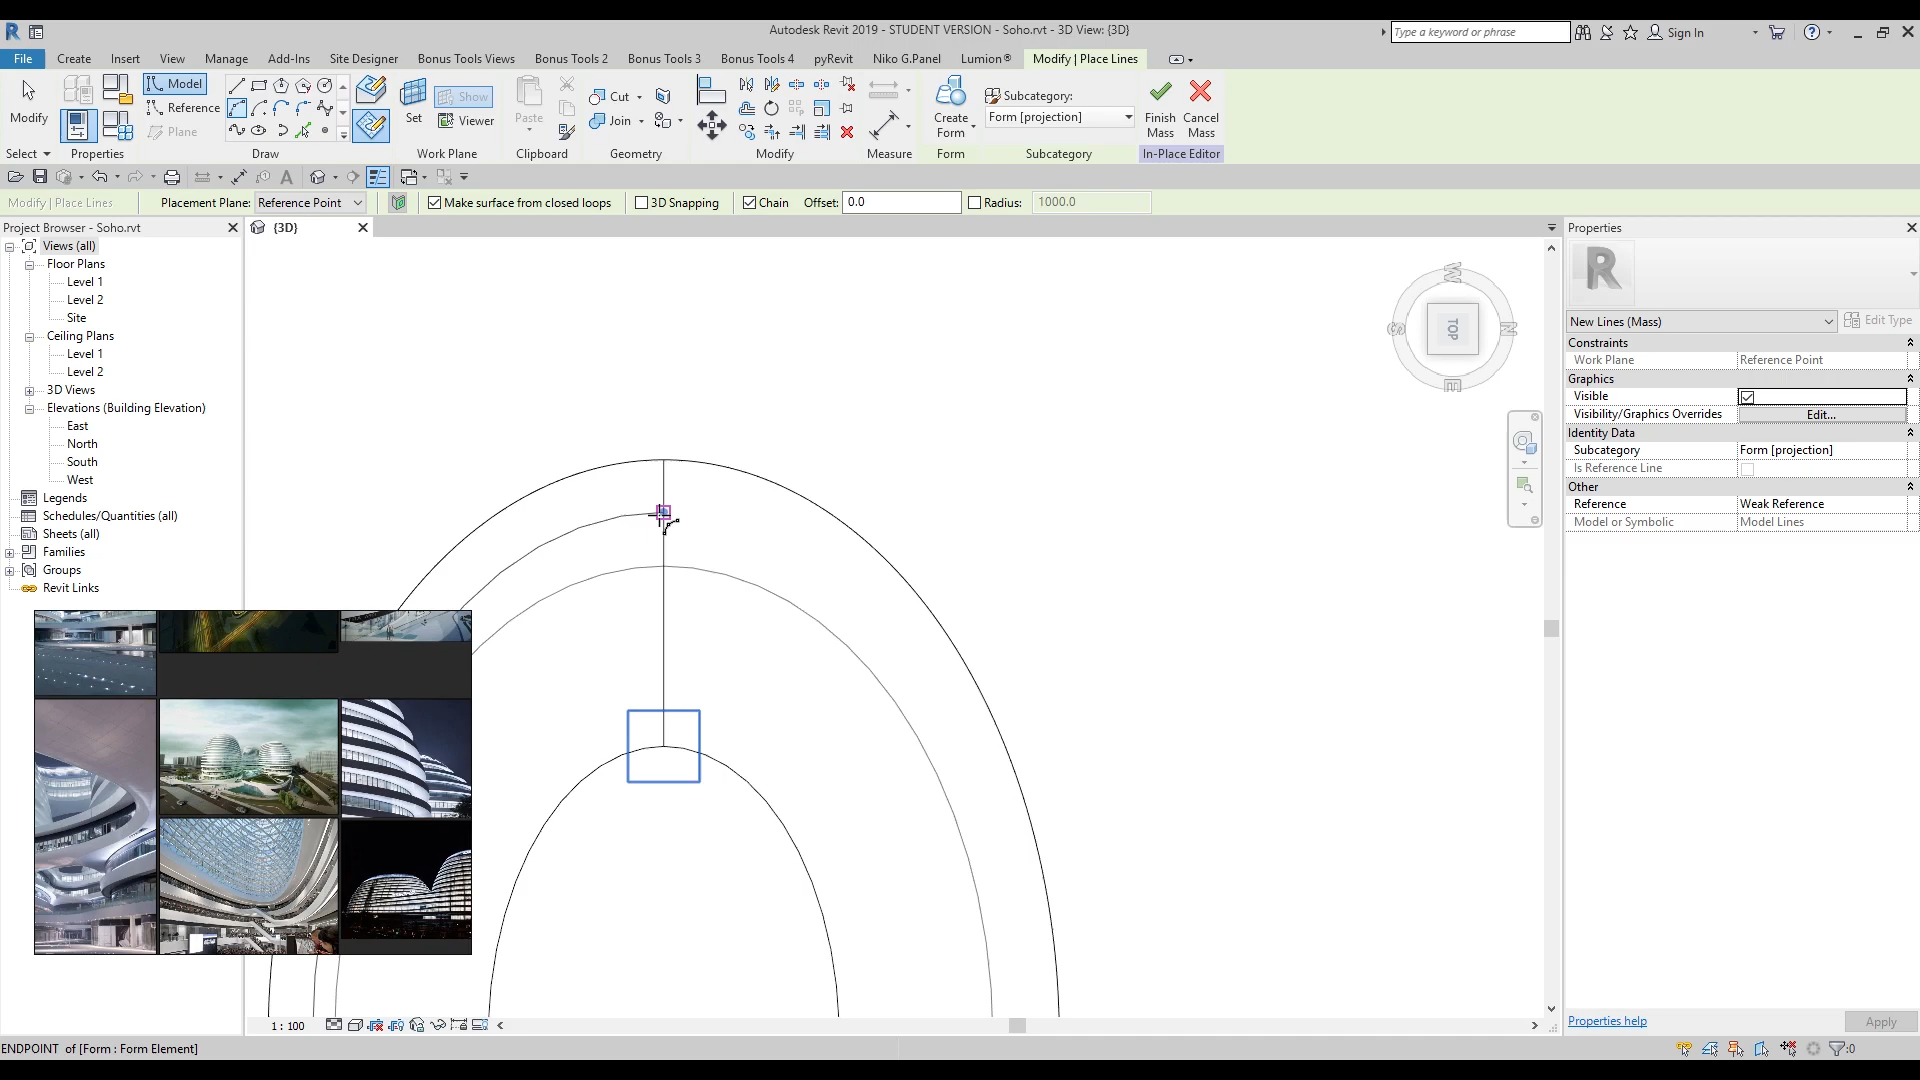 Autodesk Revit 2019 - STUDENT VERSION - Soho.rvt - 3D View: {3D}
Type a keyword or phrase
Sign In
File Create Insert View Manage Add-Ins Site Designer Bonus Tools Views Bonus Tools 2 Bonus Tools 3 Bonus Tools 4 pyRevit Niko G.Panel Lumion® Modify | Place Lines
Modify
Model
Reference
Plane
Set
Show
Viewer
Paste
Cut
Join
Create Form
Subcategory:
Form [projection]
Finish Mass
Cancel Mass
Select Properties Draw Work Plane Clipboard Geometry Modify Measure Form Subcategory In-Place Editor
Modify | Place Lines Placement Plane: Reference Point Make surface from closed loops 3D Snapping Chain Offset: 0.0 Radius: 1000.0
Project Browser - Soho.rvt
Views (all)
Floor Plans
Level 1
Level 2
Site
Ceiling Plans
Level 1
Level 2
3D Views
Elevations (Building Elevation)
East
North
South
West
Legends
Schedules/Quantities (all)
Sheets (all)
Families
Groups
Revit Links
{3D}
W
S
TOP
N
E
Properties
R
New Lines (Mass)
Edit Type
Constraints
Work Plane Reference Point
Graphics
Visible
Visibility/Graphics Overrides Edit...
Identity Data
Subcategory Form [projection]
Is Reference Line
Other
Reference Weak Reference
Model or Symbolic Model Lines
Properties help
Apply
1 : 100
ENDPOINT of [Form : Form Element]
:0